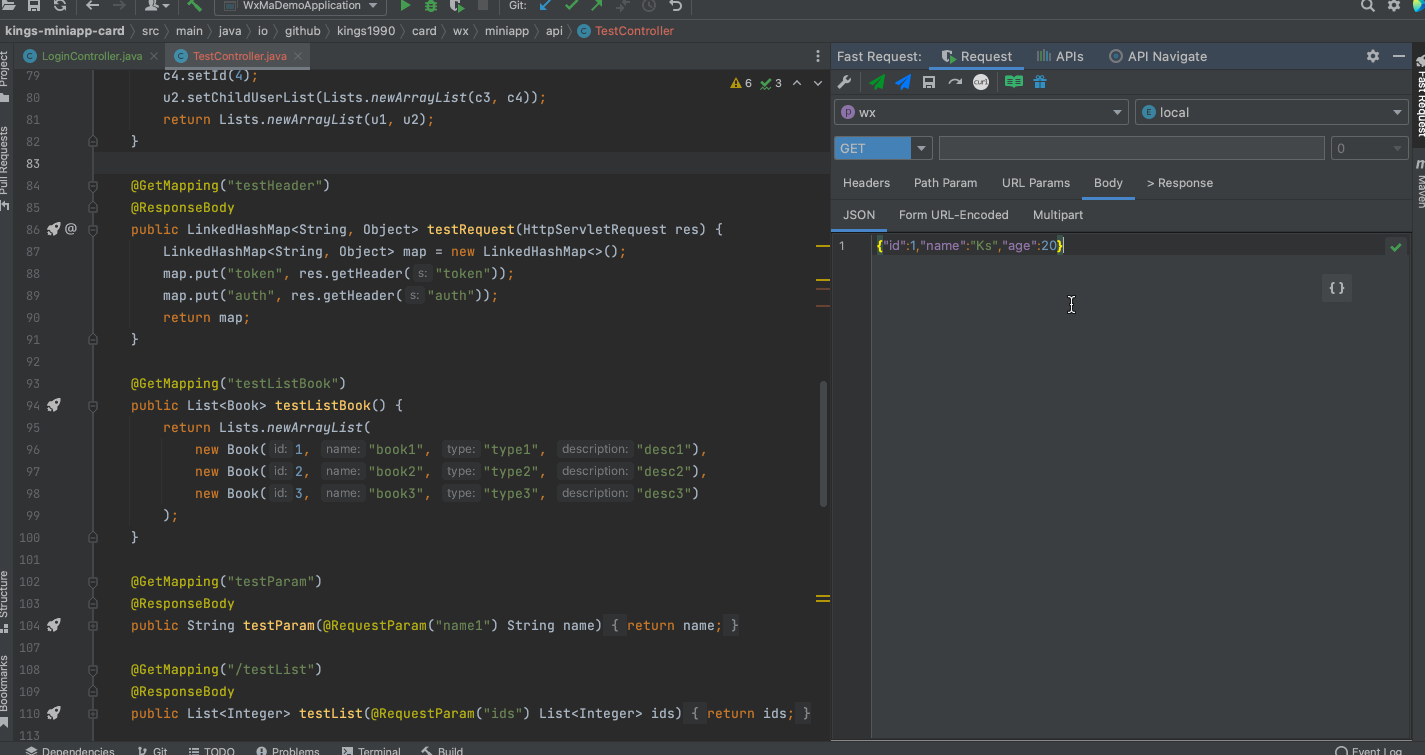 WxMaDemoApplication Git:
kings-miniapp-card src main java io github kings1990 card wx miniapp api TestController
LoginController.java TestController.java
79 c4.setId(4);
80 u2.setChildUserList(Lists.newArrayList(c3, c4));
81 return Lists.newArrayList(u1, u2);
82 }
83
84 @GetMapping("testHeader")
85 @ResponseBody
86 @ public LinkedHashMap<String, Object> testRequest(HttpServletRequest res) {
87 LinkedHashMap<String, Object> map = new LinkedHashMap<>();
88 map.put("token", res.getHeader( s: "token"));
89 map.put("auth", res.getHeader( s: "auth"));
90 return map;
91 }
92
93 @GetMapping("testListBook")
94 public List<Book> testListBook() {
95 return Lists.newArrayList(
96 new Book( id: 1, name: "book1", type: "type1", description: "desc1"),
97 new Book( id: 2, name: "book2", type: "type2", description: "desc2"),
98 new Book( id: 3, name: "book3", type: "type3", description: "desc3")
99 );
100 }
101
102 @GetMapping("testParam")
103 @ResponseBody
104 public String testParam(@RequestParam("name1") String name) { return name; }
107
108 @GetMapping("/testList")
109 @ResponseBody
110 public List<Integer> testList(@RequestParam("ids") List<Integer> ids) { return ids; }
113
6 3
Project
Pull Requests
Structure
Bookmarks
Fast Request: Request APIs API Navigate
curl
wx local
GET 0
Headers Path Param URL Params Body > Response
JSON Form URL-Encoded Multipart
1 {"id":1,"name":"Ks","age":20}
{ }
Fast Request
Maven
Dependencies Git TODO Problems Terminal Build Event Log